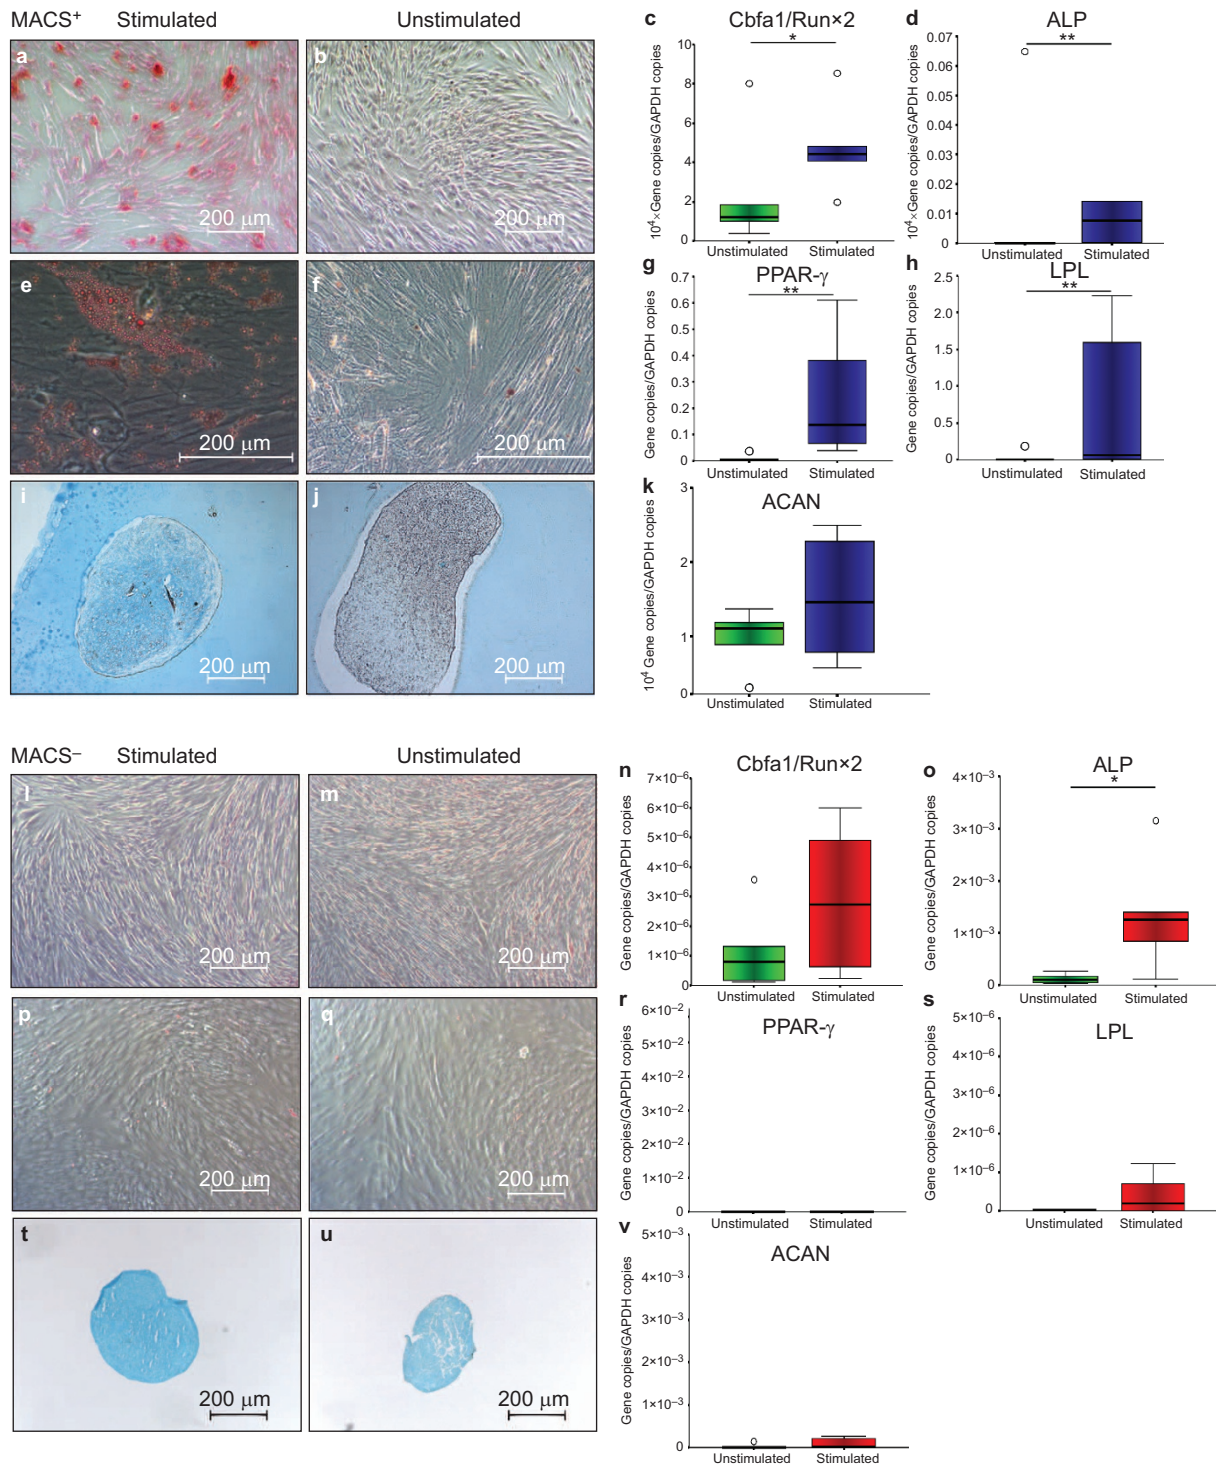 MACS+ Stimulated Unstimulated
a
200 µm
b
200 µm
c
Cbfa1/Run×2
10⁴×Gene copies/GAPDH copies
10
8
6
4
2
0
*
Unstimulated Stimulated
d
ALP
10⁴×Gene copies/GAPDH copies
0.07
0.06
0.05
0.04
0.03
0.02
0.01
0
**
Unstimulated Stimulated
e
200 µm
f
200 µm
g
PPAR-γ
Gene copies/GAPDH copies
0.7
0.6
0.5
0.4
0.3
0.2
0.1
0
**
Unstimulated Stimulated
h
LPL
Gene copies/GAPDH copies
2.5
2.0
1.5
1.0
0.5
0
**
Unstimulated Stimulated
i
200 µm
j
200 µm
k
ACAN
10⁴ Gene copies/GAPDH copies
3
2
1
0
Unstimulated Stimulated
MACS– Stimulated Unstimulated
l
200 µm
m
200 µm
n
Cbfa1/Run×2
Gene copies/GAPDH copies
7×10⁻⁶
6×10⁻⁶
5×10⁻⁶
4×10⁻⁶
3×10⁻⁶
2×10⁻⁶
1×10⁻⁶
0
Unstimulated Stimulated
o
ALP
Gene copies/GAPDH copies
4×10⁻³
3×10⁻³
2×10⁻³
1×10⁻³
0
*
Unstimulated Stimulated
p
200 µm
q
200 µm
r
PPAR-γ
Gene copies/GAPDH copies
6×10⁻²
5×10⁻²
4×10⁻²
3×10⁻²
2×10⁻²
1×10⁻²
0
Unstimulated Stimulated
s
LPL
Gene copies/GAPDH copies
5×10⁻⁶
4×10⁻⁶
3×10⁻⁶
2×10⁻⁶
1×10⁻⁶
0
Unstimulated Stimulated
t
200 µm
u
200 µm
v
ACAN
Gene copies/GAPDH copies
5×10⁻³
4×10⁻³
3×10⁻³
2×10⁻³
1×10⁻³
0
Unstimulated Stimulated